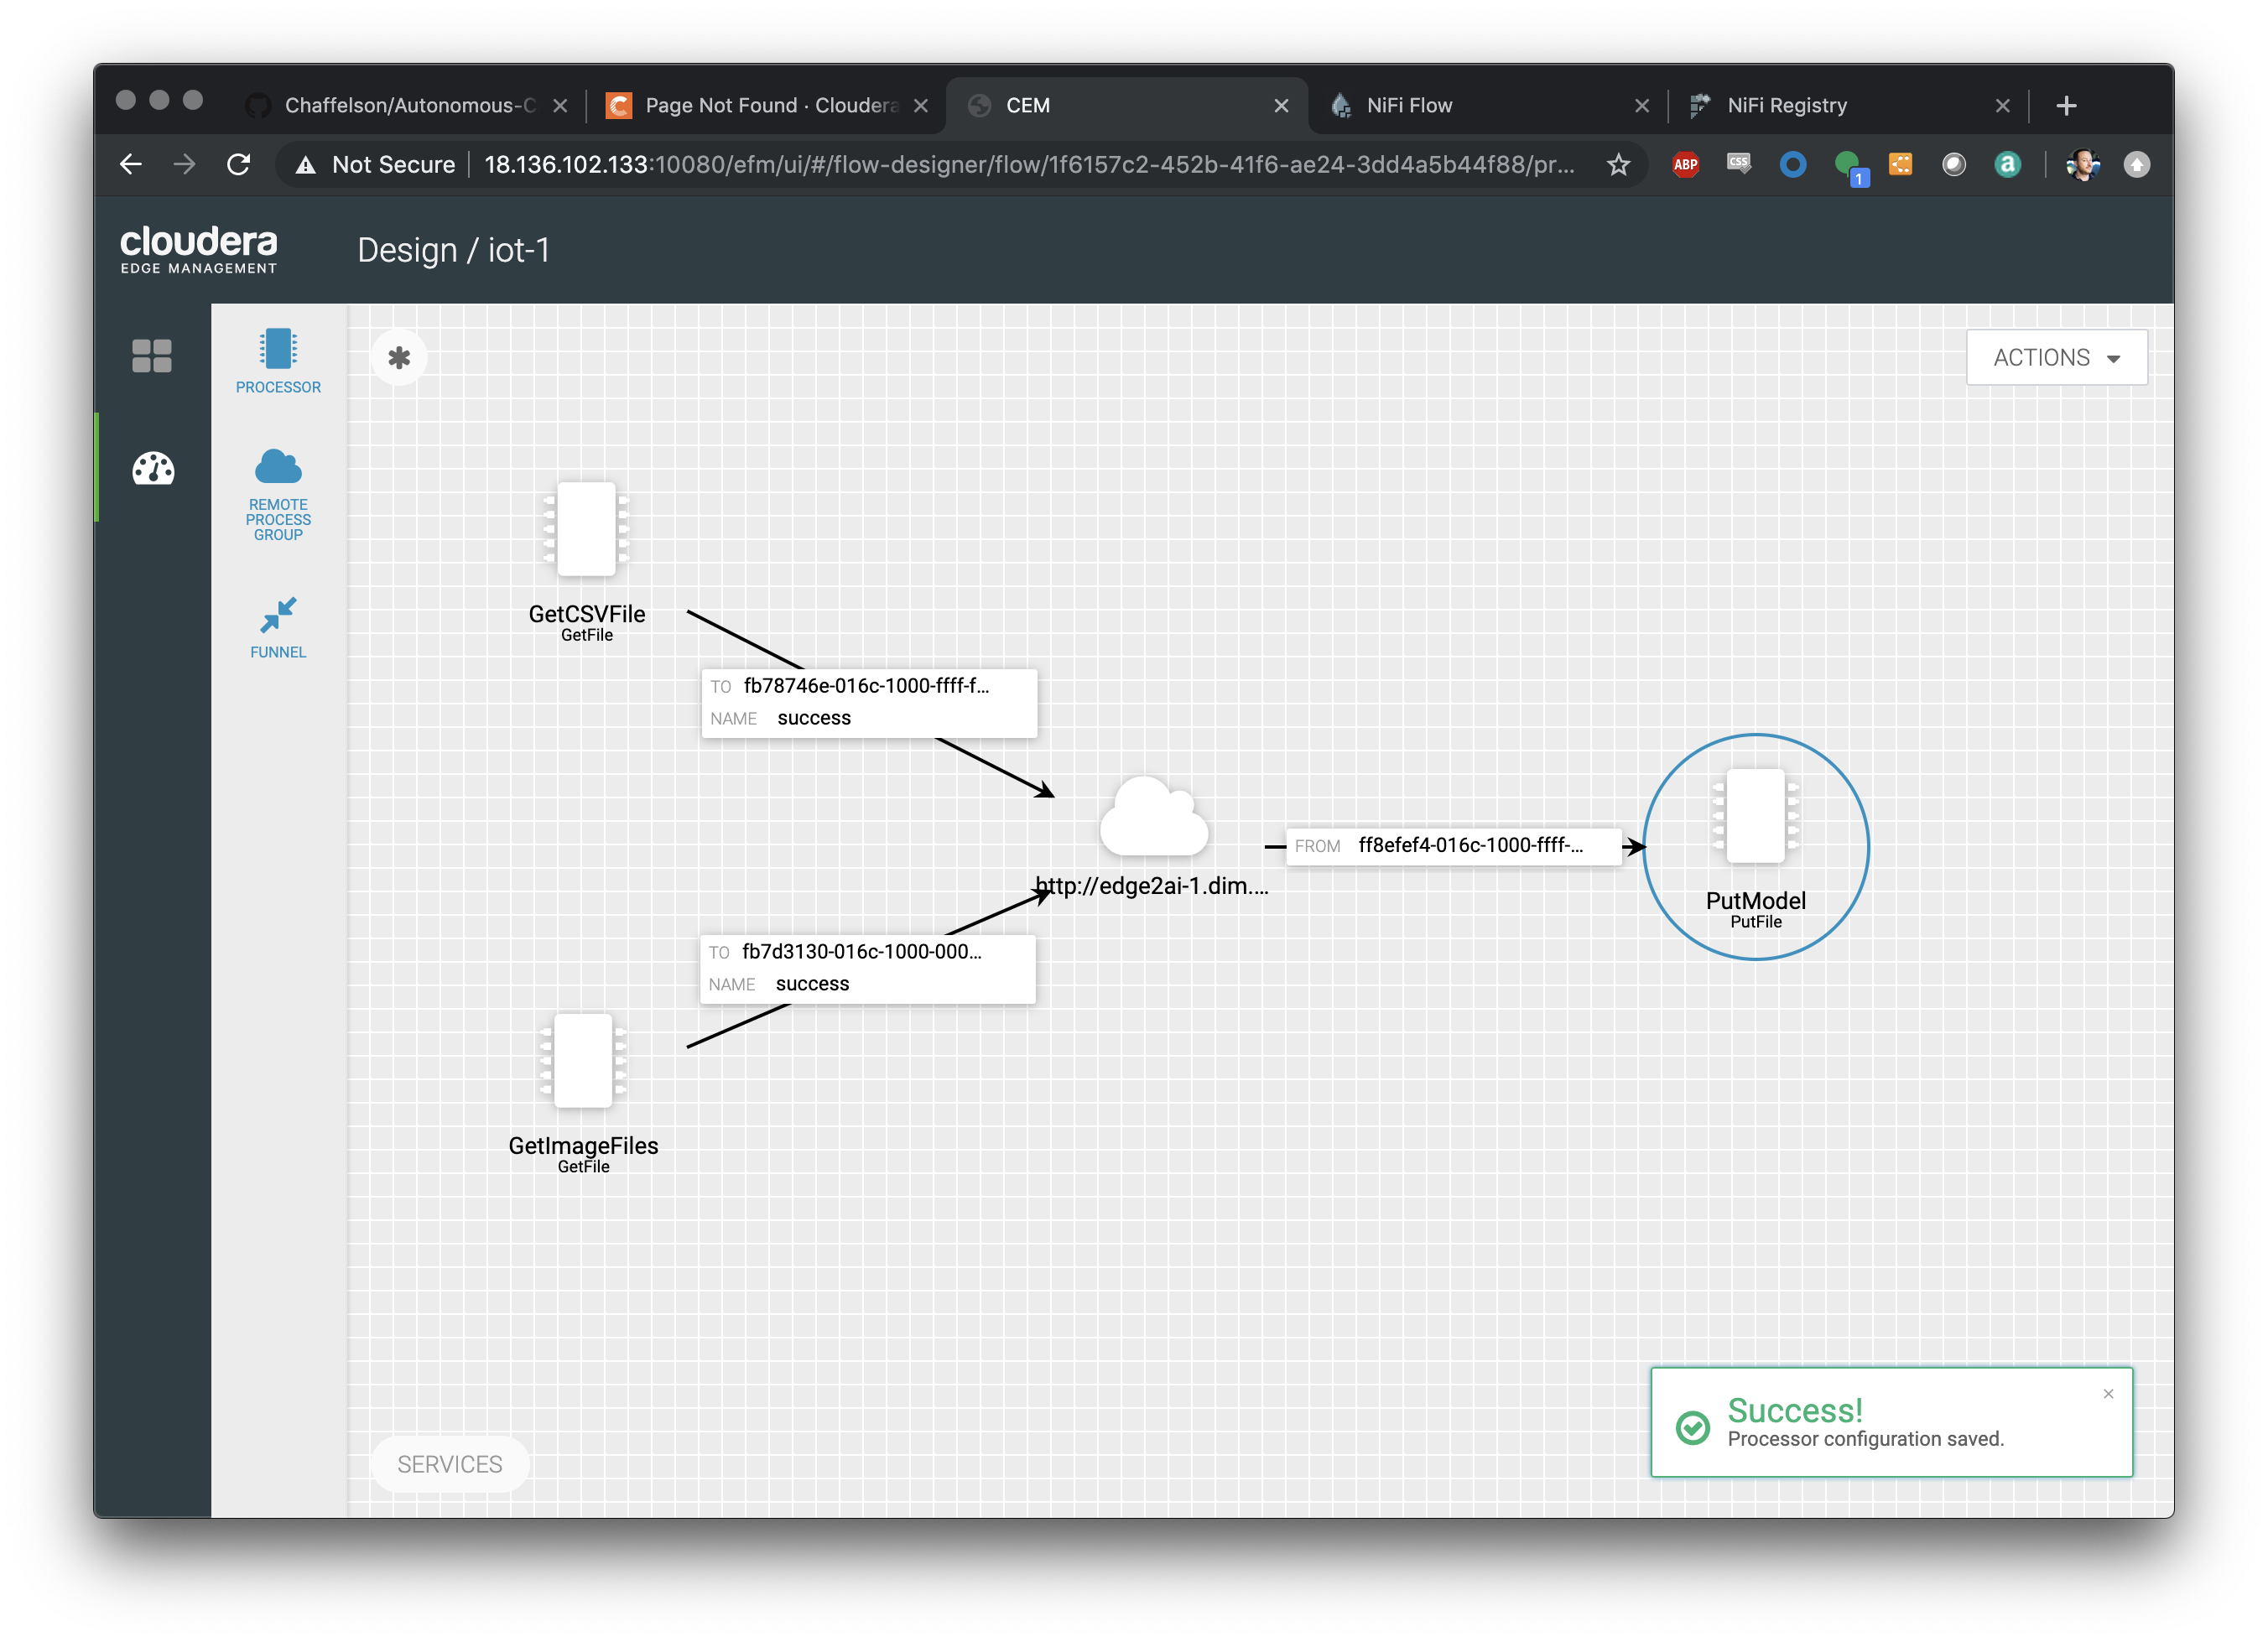 Chaffelson/Autonomous-C
Page Not Found · Cloudera
CEM
NiFi Flow
NiFi Registry
Not Secure
18.136.102.133:10080/efm/ui/#/flow-designer/flow/1f6157c2-452b-41f6-ae24-3dd4a5b44f88/pr...
ABP
CSS
1
a
cloudera
EDGE MANAGEMENT
Design / iot-1
PROCESSOR
ACTIONS
REMOTE
PROCESS
GROUP
FUNNEL
GetCSVFile
GetFile
TO fb78746e-016c-1000-ffff-f...
NAME success
http://edge2ai-1.dim....
FROM ff8efef4-016c-1000-ffff-...
PutModel
PutFile
TO fb7d3130-016c-1000-000...
NAME success
GetImageFiles
GetFile
Success!
Processor configuration saved.
SERVICES